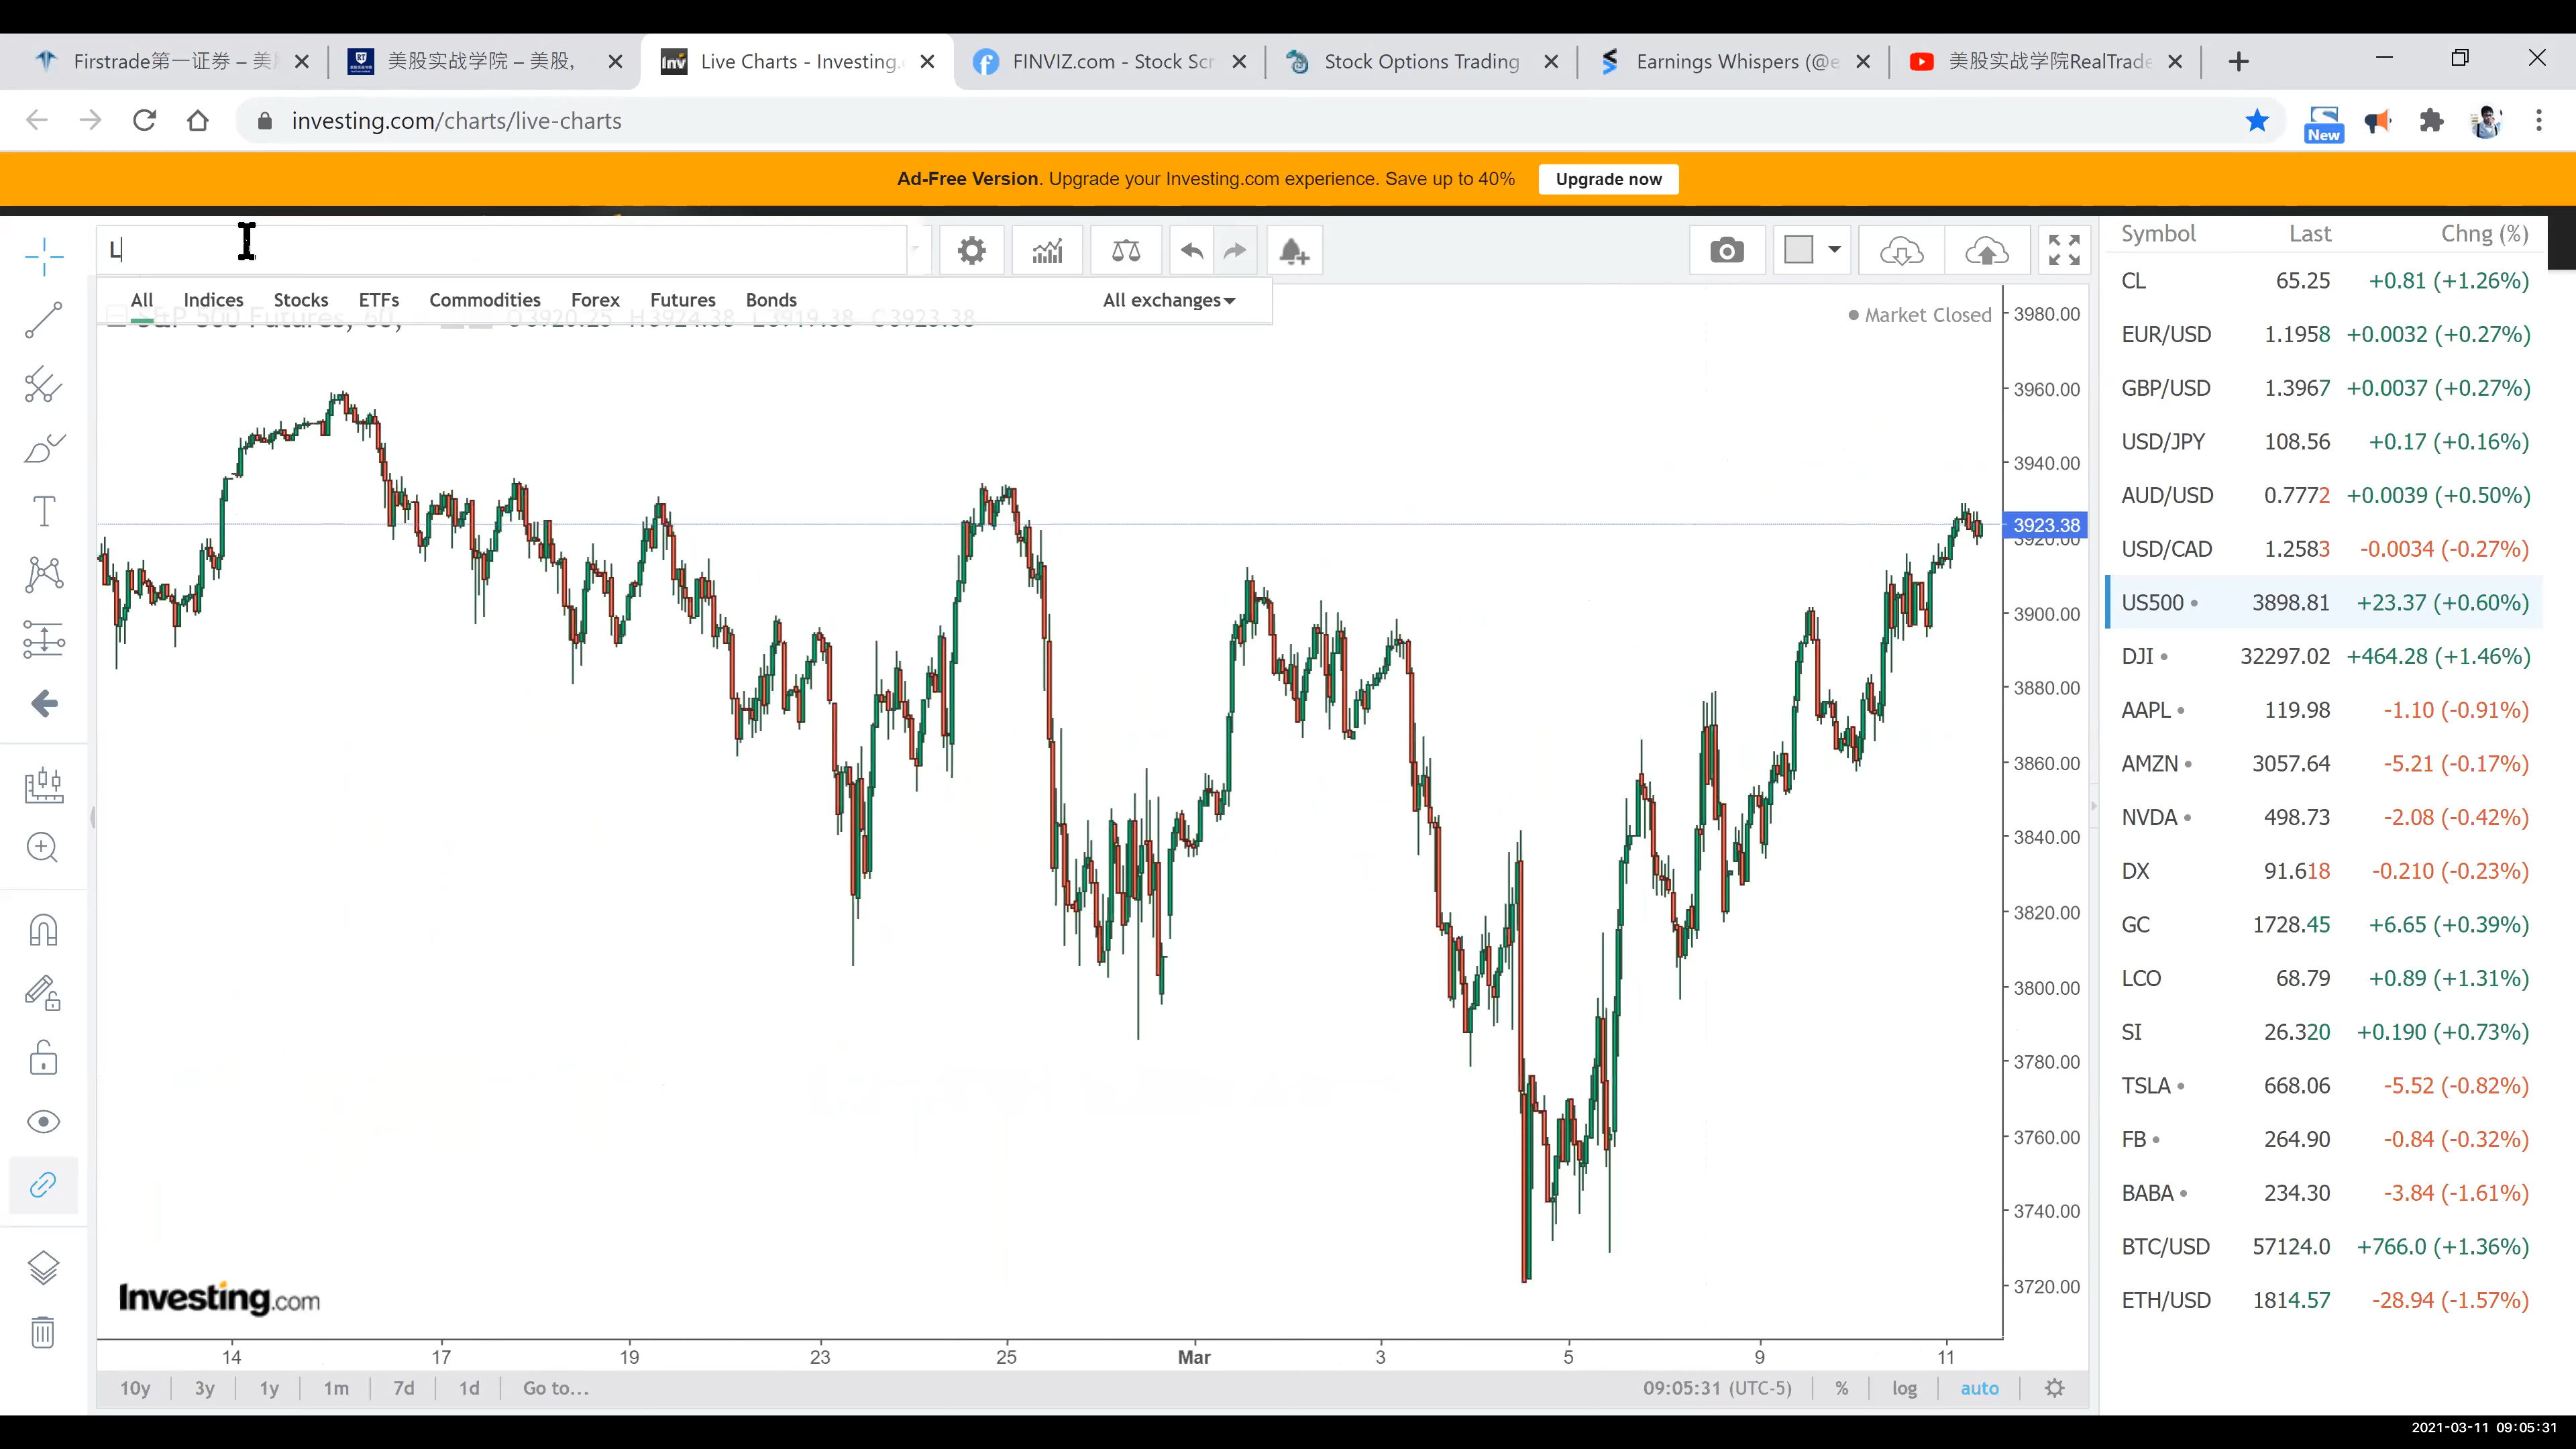 Firstrade第一证券 – 美
美股实战学院 – 美股,
Live Charts - Investing.
FINVIZ.com - Stock Scr
Stock Options Trading
Earnings Whispers (@e
美股实战学院RealTrade
investing.com/charts/live-charts
New
Ad-Free Version. Upgrade your Investing.com experience. Save up to 40%
Upgrade now
L
All Indices Stocks ETFs Commodities Forex Futures Bonds All exchanges
S&P 500 Futures, 60, O3920.25 H3924.38 L3919.38 C3923.38
Market Closed
3980.00
3960.00
3940.00
3923.38
3920.00
3900.00
3880.00
3860.00
3840.00
3820.00
3800.00
3780.00
3760.00
3740.00
3720.00
Symbol Last Chng (%)
CL 65.25 +0.81 (+1.26%)
EUR/USD 1.1958 +0.0032 (+0.27%)
GBP/USD 1.3967 +0.0037 (+0.27%)
USD/JPY 108.56 +0.17 (+0.16%)
AUD/USD 0.7772 +0.0039 (+0.50%)
USD/CAD 1.2583 -0.0034 (-0.27%)
US500 3898.81 +23.37 (+0.60%)
DJI 32297.02 +464.28 (+1.46%)
AAPL 119.98 -1.10 (-0.91%)
AMZN 3057.64 -5.21 (-0.17%)
NVDA 498.73 -2.08 (-0.42%)
DX 91.618 -0.210 (-0.23%)
GC 1728.45 +6.65 (+0.39%)
LCO 68.79 +0.89 (+1.31%)
SI 26.320 +0.190 (+0.73%)
TSLA 668.06 -5.52 (-0.82%)
FB 264.90 -0.84 (-0.32%)
BABA 234.30 -3.84 (-1.61%)
BTC/USD 57124.0 +766.0 (+1.36%)
ETH/USD 1814.57 -28.94 (-1.57%)
Investing.com
14 17 19 23 25 Mar 3 5 9 11
10y 3y 1y 1m 7d 1d Go to... 09:05:31 (UTC-5) % log auto
2021-03-11 09:05:31